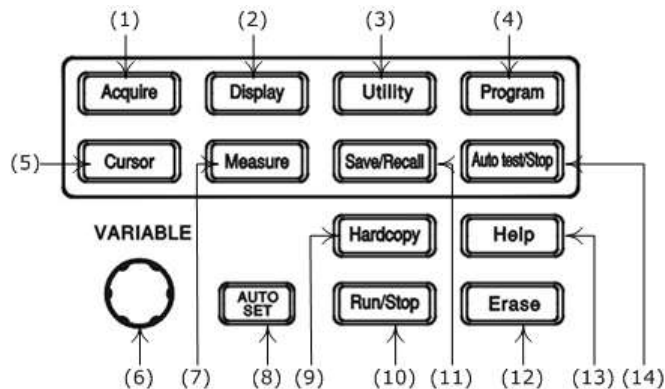 (1) (2) (3) (4)
Acquire Display Utility Program
(5) Cursor Measure Save/Recall Auto test/Stop
VARIABLE Hardcopy Help
AUTO
SET Run/Stop Erase
(6) (7) (8) (9) (10) (11) (12) (13) (14)